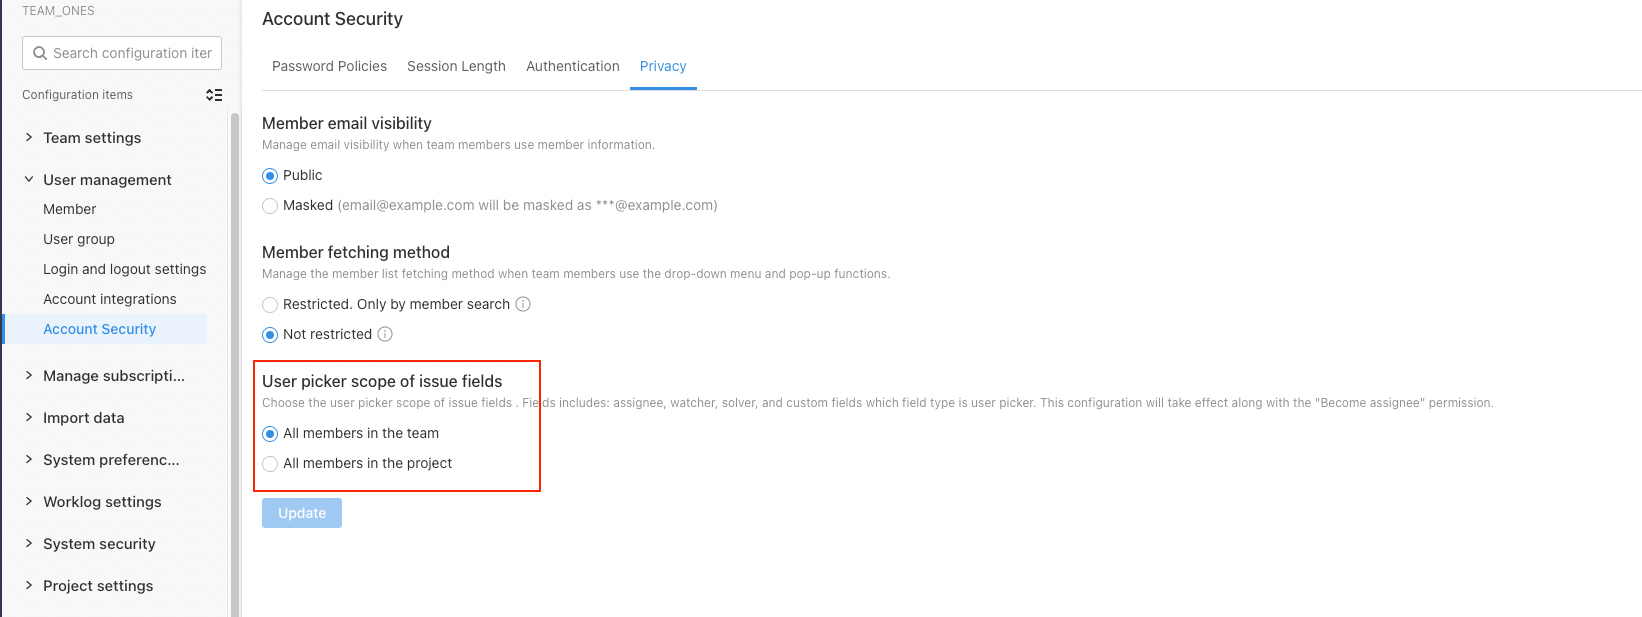 TEAM_ONES
Search configuration iter
Configuration items
Team settings
User management
Member
User group
Login and logout settings
Account integrations
Account Security
Manage subscripti...
Import data
System preferenc...
Worklog settings
System security
Project settings
Account Security
Password Policies Session Length Authentication Privacy
Member email visibility
Manage email visibility when team members use member information.
Public
Masked (email@example.com will be masked as ***@example.com)
Member fetching method
Manage the member list fetching method when team members use the drop-down menu and pop-up functions.
Restricted. Only by member search
Not restricted
User picker scope of issue fields
Choose the user picker scope of issue fields . Fields includes: assignee, watcher, solver, and custom fields which field type is user picker. This configuration will take effect along with the "Become assignee" permission.
All members in the team
All members in the project
Update